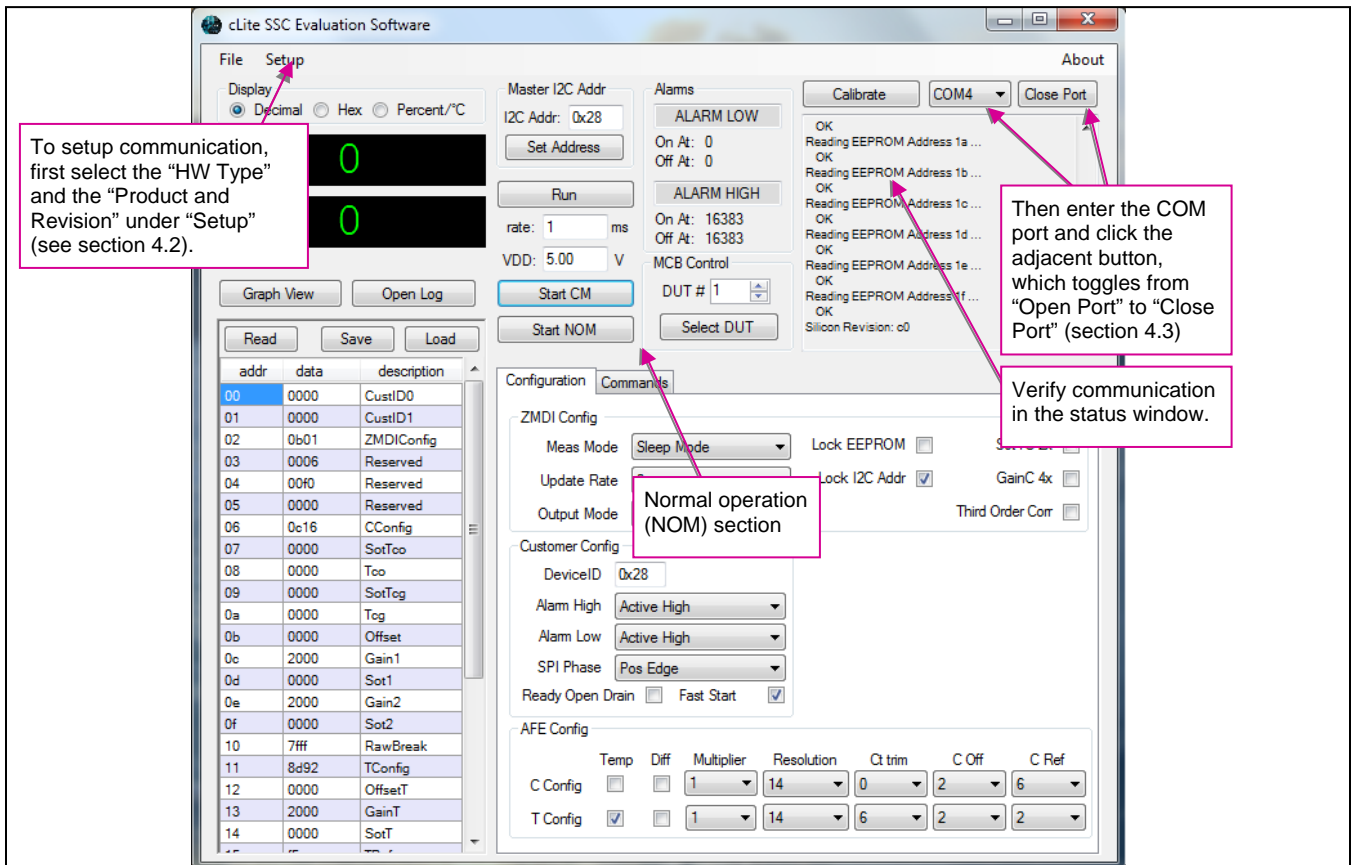 cLite SSC Evaluation Software
File Setup About
Display
Decimal Hex Percent/°C
0
0
Graph View Open Log
Master I2C Addr
I2C Addr: 0x28
Set Address
Run
rate: 1 ms
VDD: 5.00 V
Start CM
Start NOM
Alarms
ALARM LOW
On At: 0
Off At: 0
ALARM HIGH
On At: 16383
Off At: 16383
MCB Control
DUT # 1
Select DUT
Calibrate COM4 Close Port
OK
Reading EEPROM Address 1a ...
OK
Reading EEPROM Address 1b ...
OK
Reading EEPROM Address 1c ...
OK
Reading EEPROM Address 1d ...
OK
Reading EEPROM Address 1e ...
OK
Reading EEPROM Address 1f ...
OK
Silicon Revision: c0
To setup communication,
first select the “HW Type”
and the “Product and
Revision” under “Setup”
(see section 4.2).
Then enter the COM
port and click the
adjacent button,
which toggles from
“Open Port” to “Close
Port” (section 4.3)
Verify communication
in the status window.
Normal operation
(NOM) section
Read Save Load
addr data description
00 0000 CustID0
01 0000 CustID1
02 0b01 ZMDIConfig
03 0006 Reserved
04 00f0 Reserved
05 0000 Reserved
06 0c16 CConfig
07 0000 SotTco
08 0000 Tco
09 0000 SotTcg
0a 0000 Tcg
0b 0000 Offset
0c 2000 Gain1
0d 0000 Sot1
0e 2000 Gain2
0f 0000 Sot2
10 7fff RawBreak
11 8d92 TConfig
12 0000 OffsetT
13 2000 GainT
14 0000 SotT
Configuration Commands
ZMDI Config
Meas Mode Sleep Mode Lock EEPROM
Update Rate Lock I2C Addr GainC 4x
Output Mode Third Order Corr
Customer Config
DeviceID 0x28
Alarm High Active High
Alarm Low Active High
SPI Phase Pos Edge
Ready Open Drain Fast Start
AFE Config
Temp Diff Multiplier Resolution Ct trim C Off C Ref
C Config 1 14 0 2 6
T Config 1 14 6 2 2